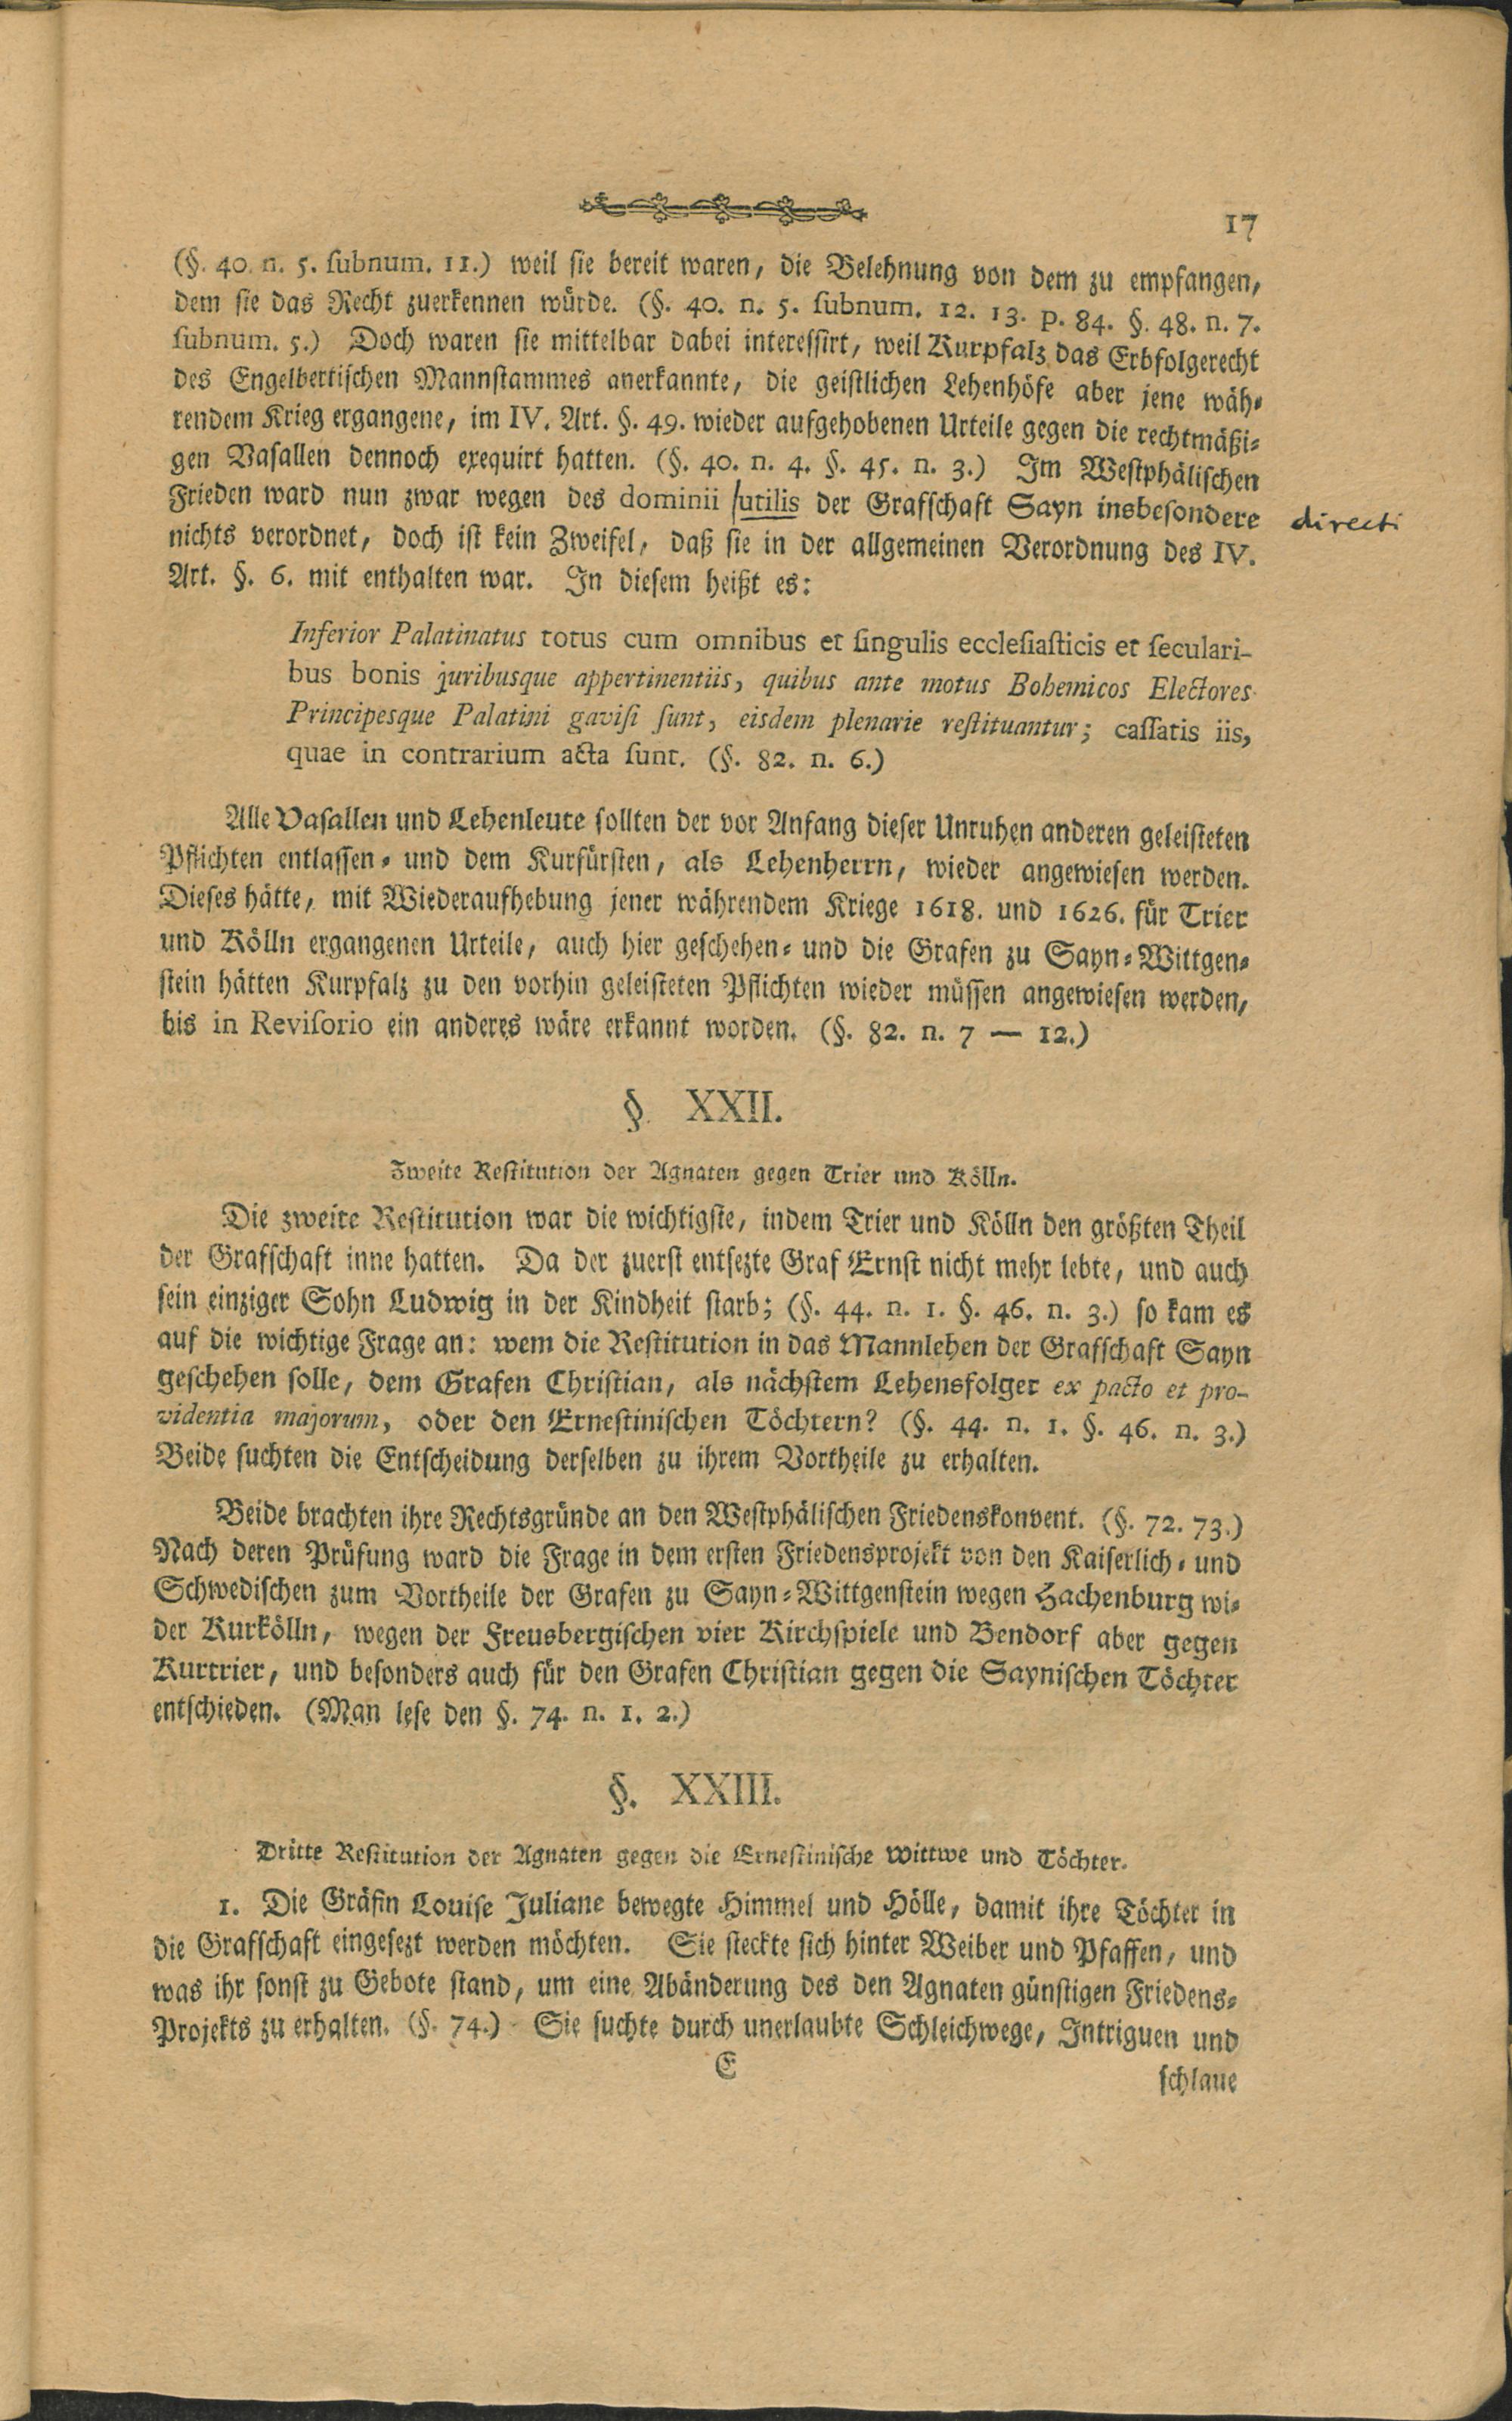 17
(§. 40. n. 5. subnum. 11.) weil sie bereit waren, die Belehnung von dem zu empfangen,
dem sie das Recht zuerkennen würde. (§. 40. n. 5. subnum. 12. 13. p. 84. §. 48. n. 7.
subnum. 5.) Doch waren sie mittelbar dabei interessirt, weil Kurpfalz das Erbfolgerecht
des Engelbertischen Mannstammes anerkannte, die geistlichen Lehenhöfe aber jene wäh-
rendem Krieg ergangene, im IV. Art. §. 49. wieder aufgehobenen Urteile gegen die rechtmäßi-
gen Vasallen dennoch exequirt hatten. (§. 40. n. 4. §. 45. n. 3.) Im Westphälischen
Frieden ward nun zwar wegen des dominii utilis der Grafschaft Sayn insbesondere directi
nichts verordnet, doch ist kein Zweifel, daß sie in der allgemeinen Verordnung des IV.
Art. §. 6. mit enthalten war. In diesem heißt es:
Inferior Palatinatus totus cum omnibus et singulis ecclesiasticis et seculari-
bus bonis juribusque appertinentiis, quibus ante motus Bohemicos Electores
Principesque Palatini gavisi sunt, eisdem plenarie restituantur; cassatis iis,
quae in contrarium acta sunt. (§. 82. n. 6.)
Alle Vasallen und Lehenleute sollten der vor Anfang dieser Unruhen anderen geleisteten
Pflichten entlassen- und dem Kurfürsten, als Lehenherrn, wieder angewiesen werden.
Dieses hätte, mit Wiederaufhebung jener währendem Kriege 1618. und 1626. für Trier
und Kölln ergangenen Urteile, auch hier geschehen- und die Grafen zu Sayn-Wittgen-
stein hätten Kurpfalz zu den vorhin geleisteten Pflichten wieder müssen angewiesen werden,
bis in Revisorio ein anderes wäre erkannt worden. (§. 82. n. 7 — 12.)
§. XXII.
Zweite Restitution der Agnaten gegen Trier und Kölln.
Die zweite Restitution war die wichtigste, indem Trier und Kölln den größten Theil
der Grafschaft inne hatten. Da der zuerst entsezte Graf Ernst nicht mehr lebte, und auch
sein einziger Sohn Ludwig in der Kindheit starb; (§. 44. n. 1. §. 46. n. 3.) so kam es
auf die wichtige Frage an: wem die Restitution in das Mannlehen der Grafschaft Sayn
geschehen solle, dem Grafen Christian, als nächstem Lehensfolger ex pacto et pro-
videntia majorum, oder den Ernestinischen Töchtern? (§. 44. n. 1. §. 46. n. 3.)
Beide suchten die Entscheidung derselben zu ihrem Vortheile zu erhalten.
Beide brachten ihre Rechtsgründe an den Westphälischen Friedenskonvent. (§. 72. 73.)
Nach deren Prüfung ward die Frage in dem ersten Friedensprojekt von den Kaiserlich- und
Schwedischen zum Vortheile der Grafen zu Sayn-Wittgenstein wegen Hachenburg wi-
der Kurkölln, wegen der Freusbergischen vier Kirchspiele und Bendorf aber gegen
Kurtrier, und besonders auch für den Grafen Christian gegen die Saynischen Töchter
entschieden. (Man lese den §. 74. n. 1. 2.)
§. XXIII.
Dritte Restitution der Agnaten gegen die Ernestinische Wittwe und Töchter.
1. Die Gräfin Louise Juliane bewegte Himmel und Hölle, damit ihre Töchter in
die Grafschaft eingesezt werden möchten. Sie steckte sich hinter Weiber und Pfaffen, und
was ihr sonst zu Gebote stand, um eine Abänderung des den Agnaten günstigen Friedens-
Projekts zu erhalten. (§. 74.) Sie suchte durch unerlaubte Schleichwege, Intriguen und
E
schlaue